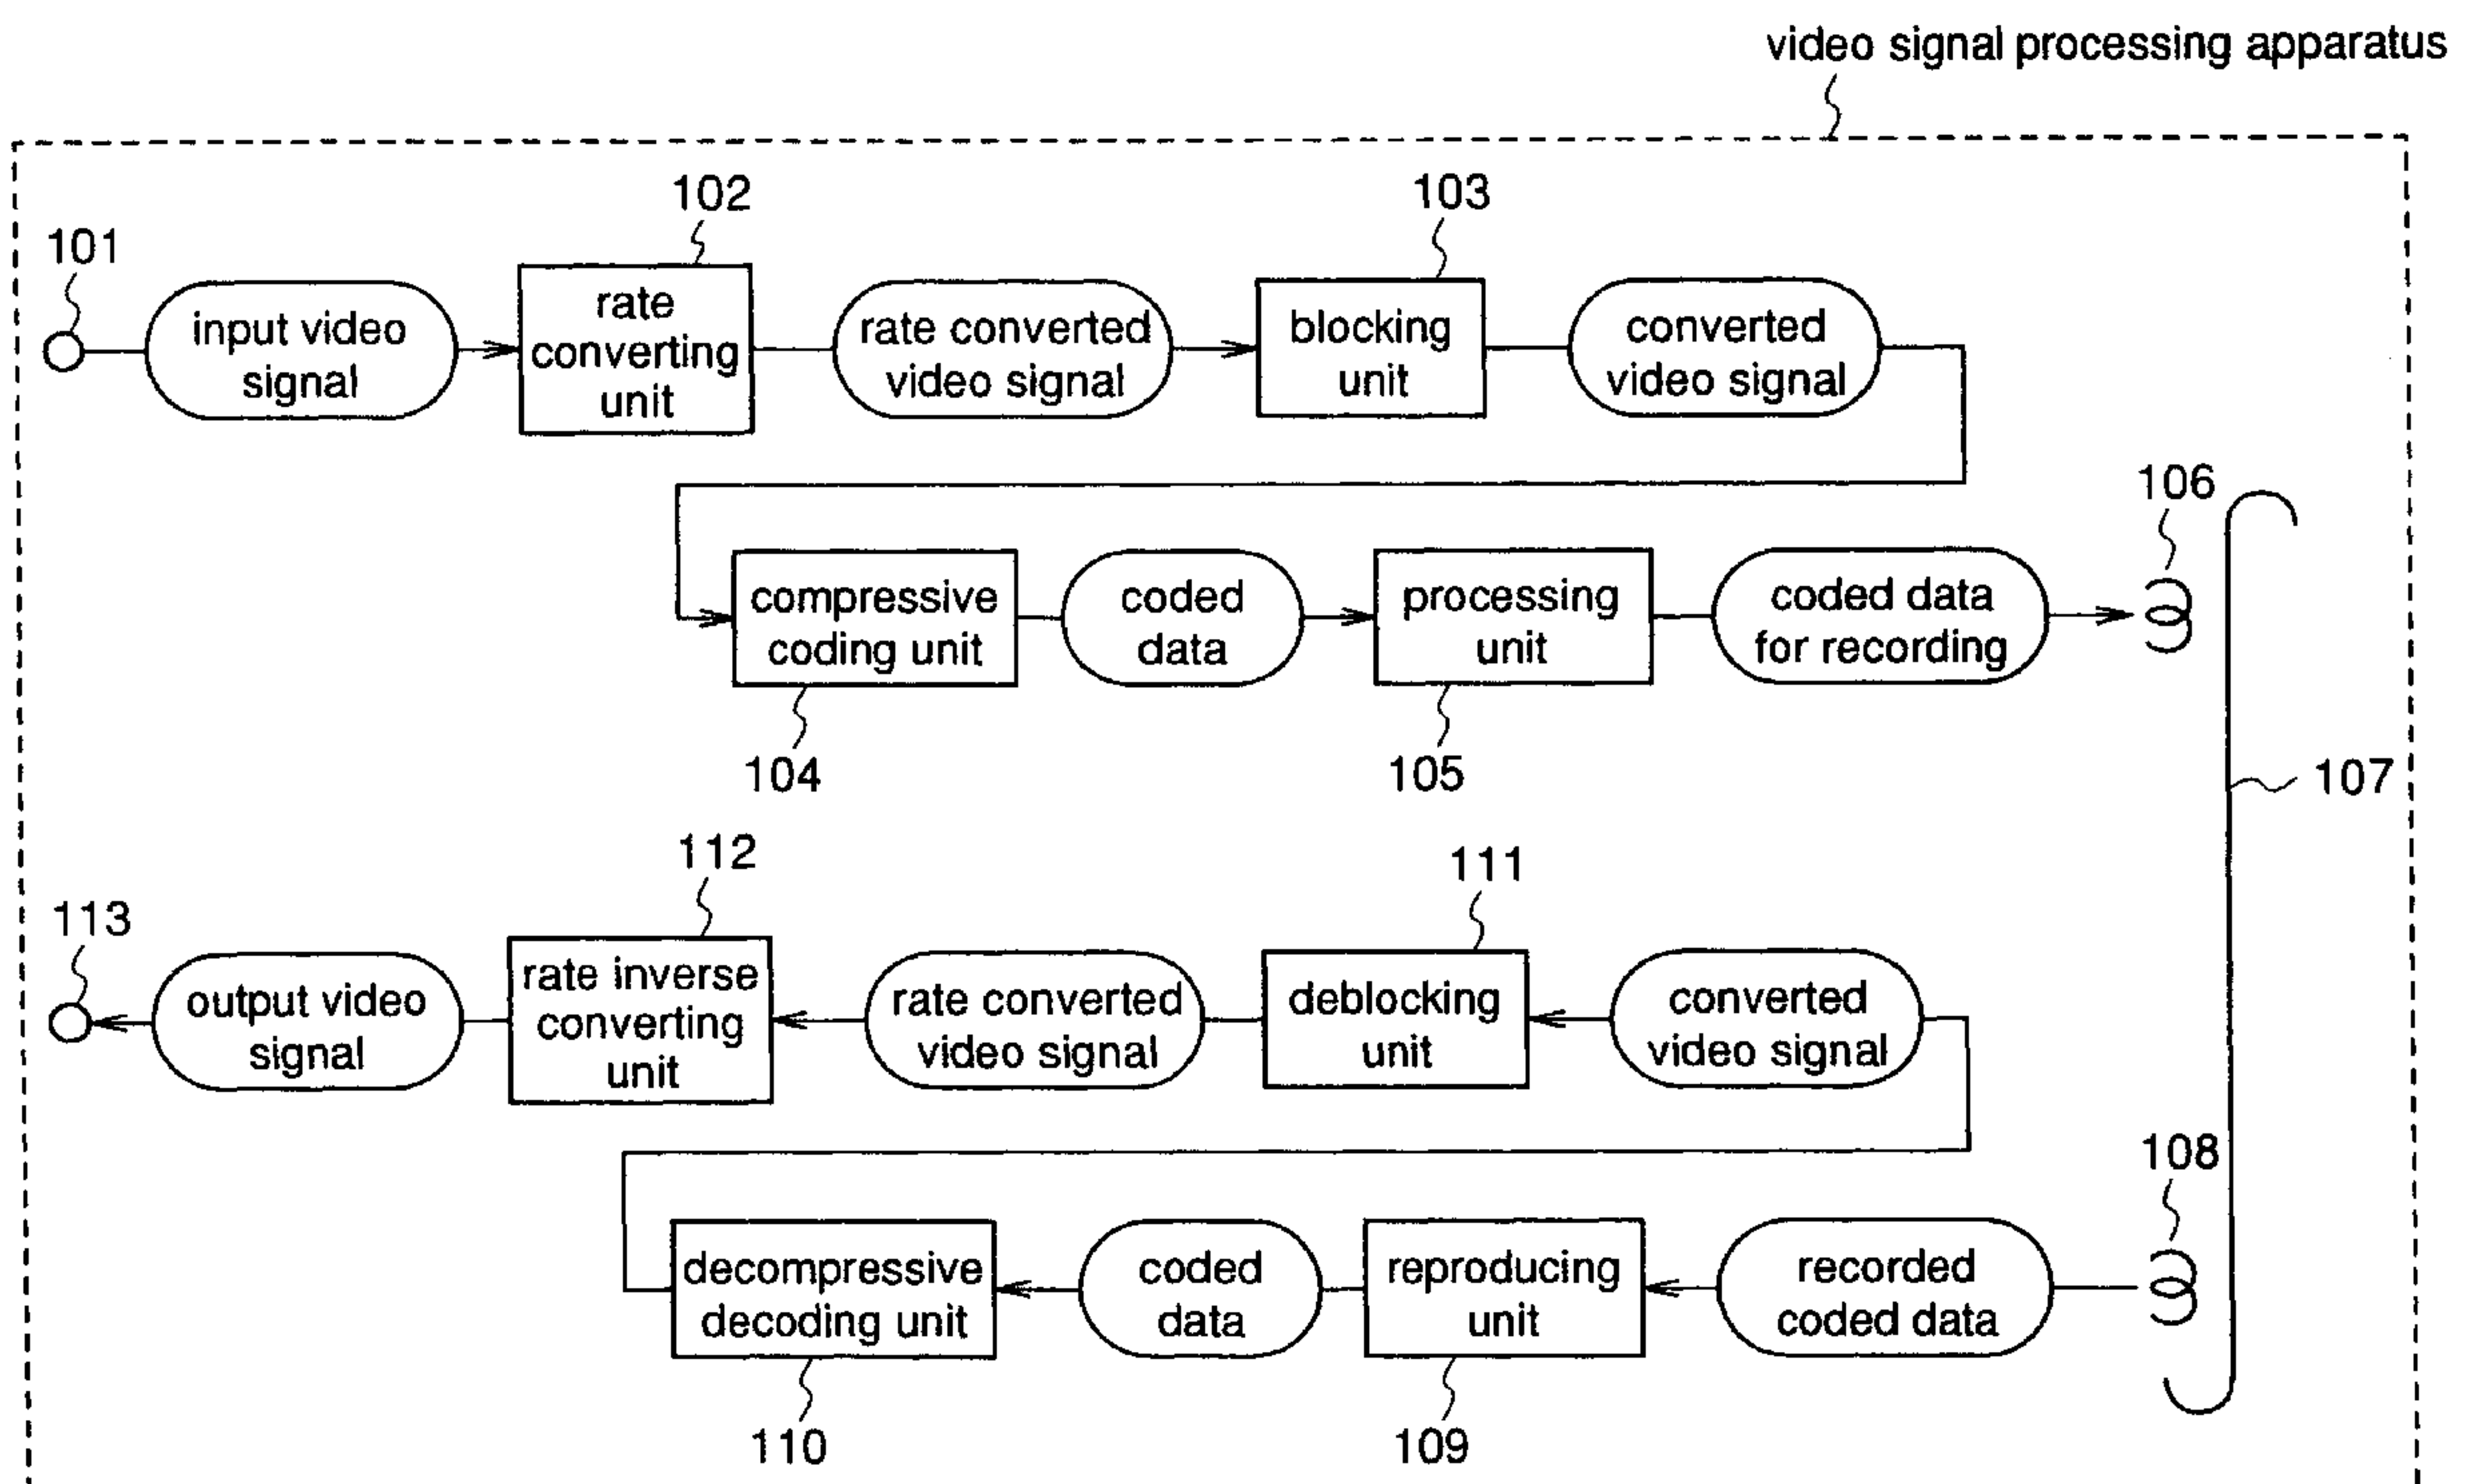 video signal processing apparatus
102
103
101
input video
signal
rate
converting
unit
rate converted
video signal
blocking
unit
converted
video signal
106
compressive
coding unit
coded
data
processing
unit
coded data
for recording
104
105
107
112
111
113
output video
signal
rate inverse
converting
unit
rate converted
video signal
deblocking
unit
converted
video signal
108
decompressive
decoding unit
coded
data
reproducing
unit
recorded
coded data
110
109